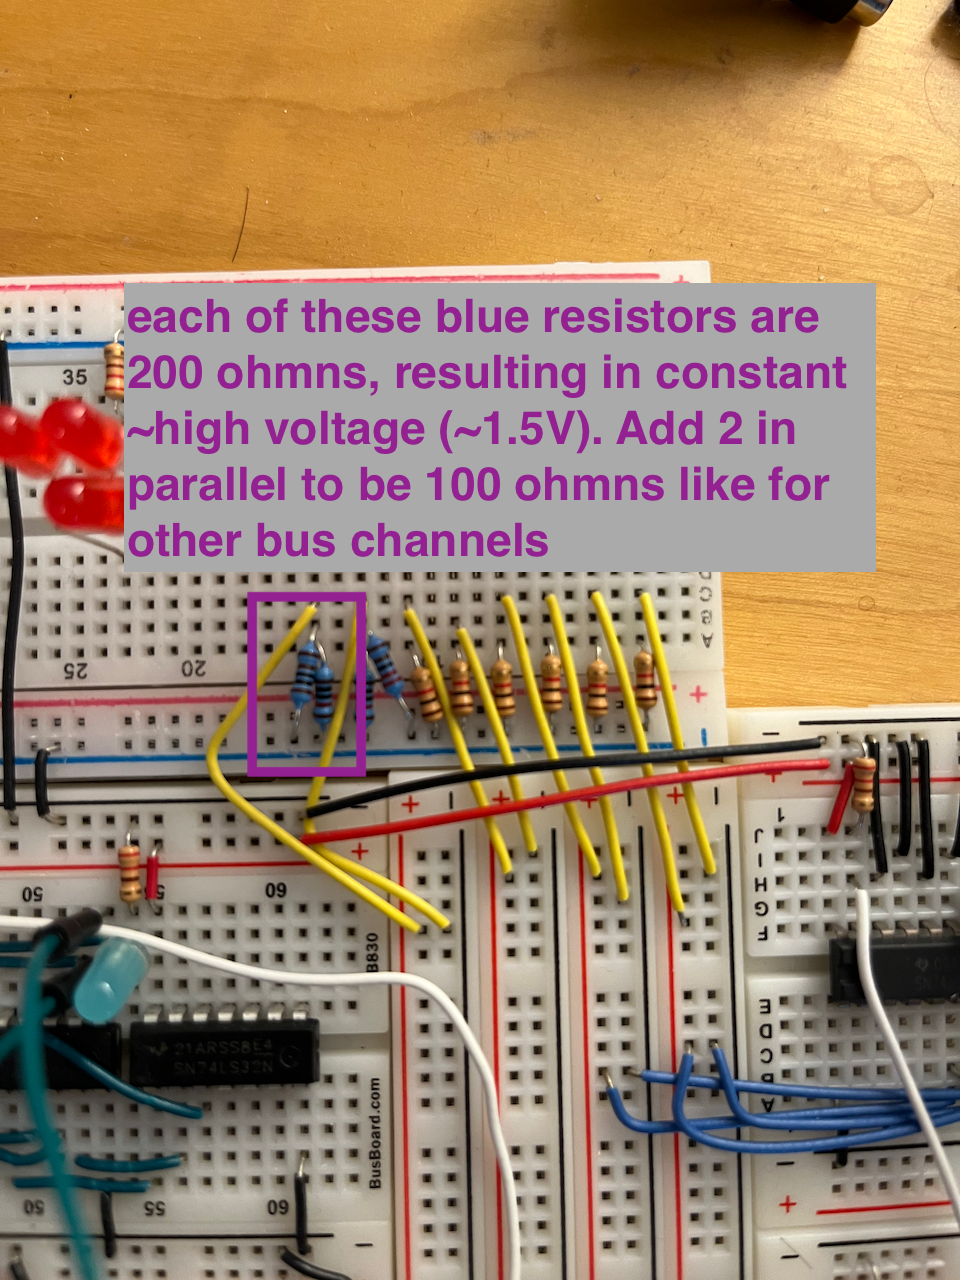 each of these blue resistors are
200 ohmns, resulting in constant
~high voltage (~1.5V). Add 2 in
parallel to be 100 ohmns like for
other bus channels
35
25
20
+
+
+
+
+
+
50
60
1
J
I
H
G
F
E
D
C
B
A
B830
21ARSS8E4
SN74LS32N
BusBoard.com
50
55
60
+